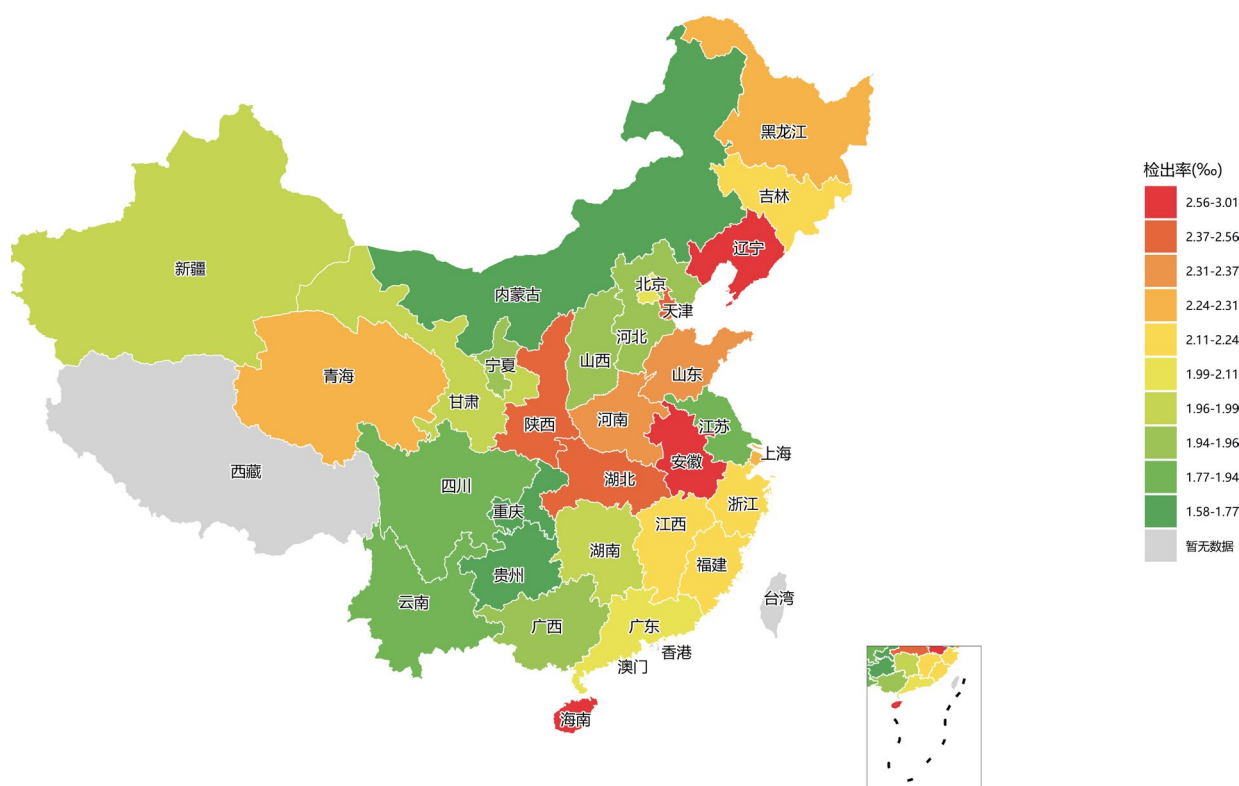 黑龙江
吉林
辽宁
新疆
内蒙古
北京
天津
河北
山西
宁夏
青海
甘肃
山东
陕西
河南
江苏
安徽
上海
西藏
四川
湖北
重庆
浙江
江西
湖南
福建
贵州
云南
台湾
广西
广东
香港
澳门
海南
检出率(‰)
2.56-3.01
2.37-2.56
2.31-2.37
2.24-2.31
2.11-2.24
1.99-2.11
1.96-1.99
1.94-1.96
1.77-1.94
1.58-1.77
暂无数据